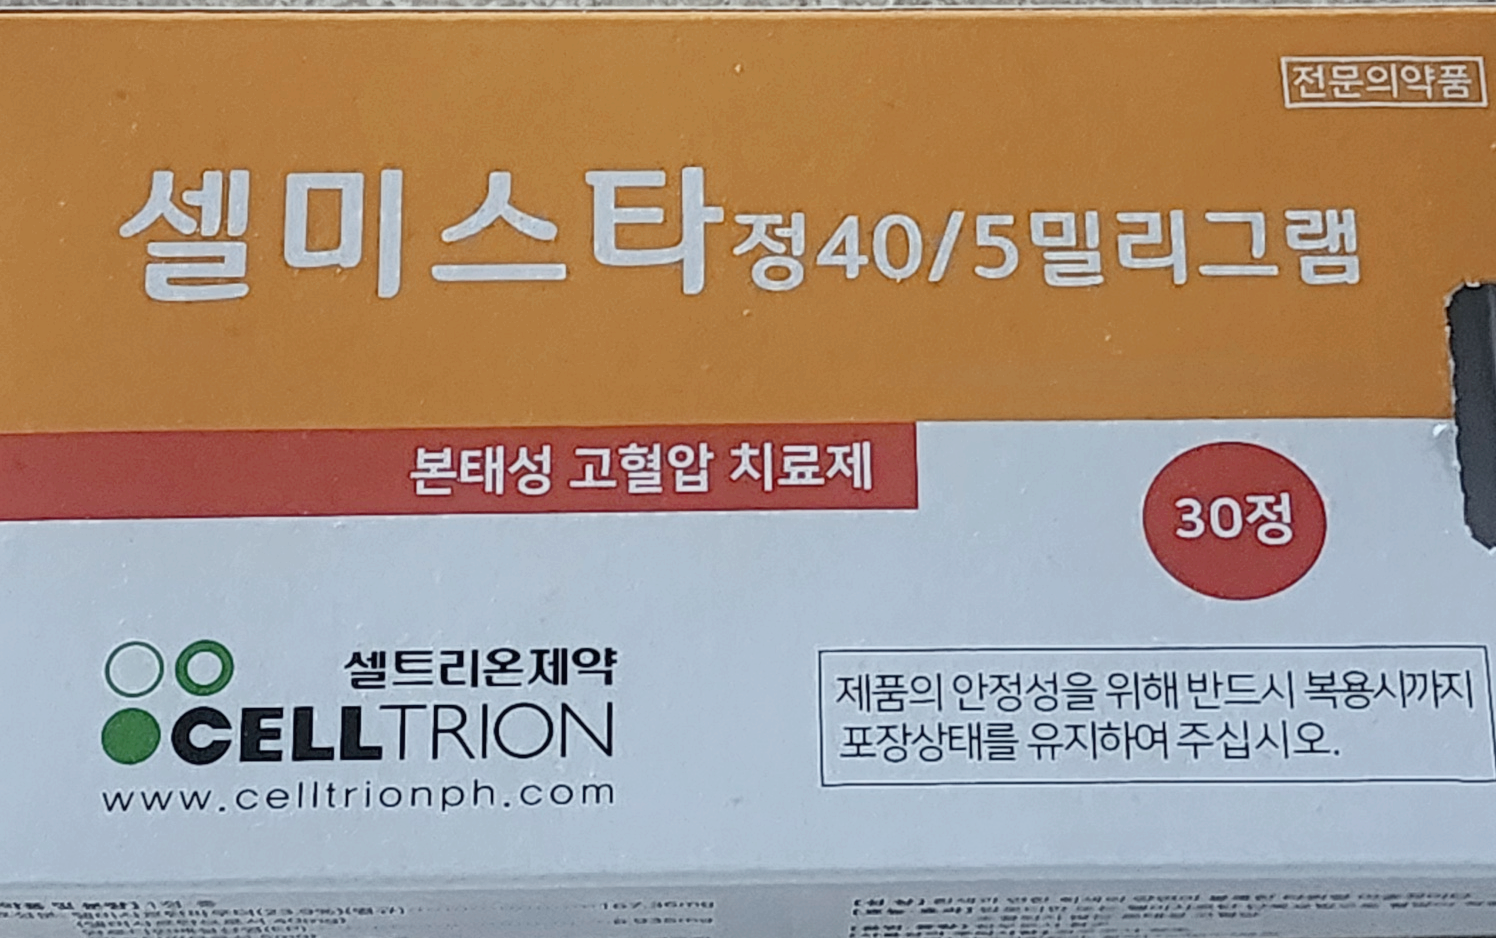 전문의약품
셀미스타정40/5밀리그램
본태성 고혈압 치료제
30정
셀트리온제약
CELLTRION
www.celltrionph.com
제품의 안정성을 위해 반드시 복용시까지
포장상태를 유지하여 주십시오.